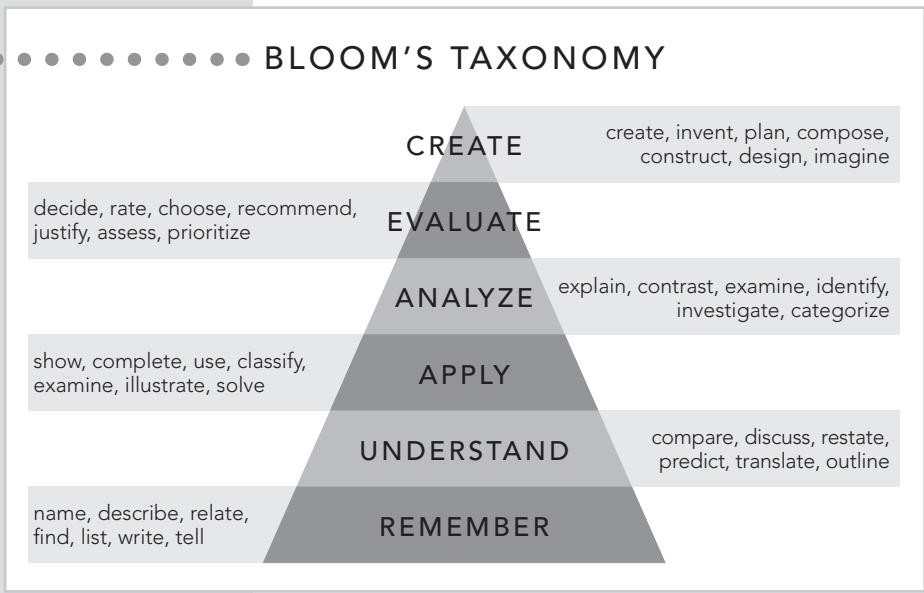 BLOOM’S TAXONOMY
CREATE
create, invent, plan, compose,
construct, design, imagine
decide, rate, choose, recommend,
justify, assess, prioritize
EVALUATE
ANALYZE
explain, contrast, examine, identify,
investigate, categorize
show, complete, use, classify,
examine, illustrate, solve
APPLY
UNDERSTAND
compare, discuss, restate,
predict, translate, outline
name, describe, relate,
find, list, write, tell
REMEMBER